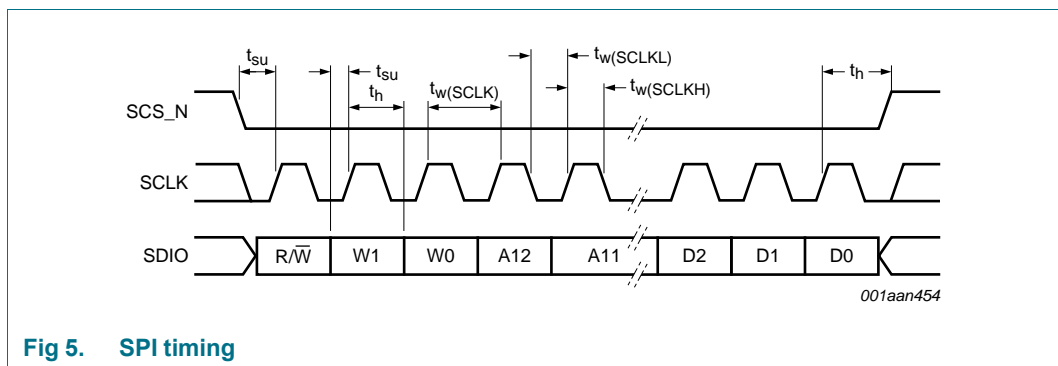 tsu
tsu
th
tw(SCLK)
tw(SCLKL)
tw(SCLKH)
th
SCS_N
SCLK
SDIO
R/W̅ W1 W0 A12 A11 D2 D1 D0
001aan454
Fig 5. SPI timing